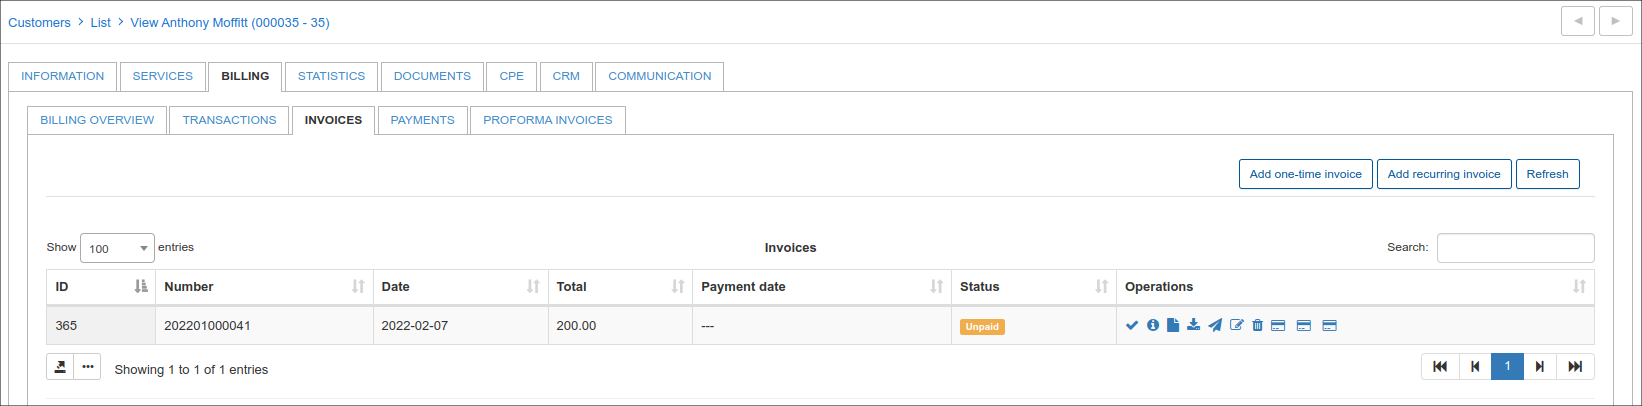 Customers > List > View Anthony Moffitt (000035 - 35)
INFORMATION SERVICES BILLING STATISTICS DOCUMENTS CPE CRM COMMUNICATION
BILLING OVERVIEW TRANSACTIONS INVOICES PAYMENTS PROFORMA INVOICES
Add one-time invoice Add recurring invoice Refresh
Show 100 entries Invoices Search:
ID Number Date Total Payment date Status Operations
365 202201000041 2022-02-07 200.00 --- Unpaid
Showing 1 to 1 of 1 entries 1